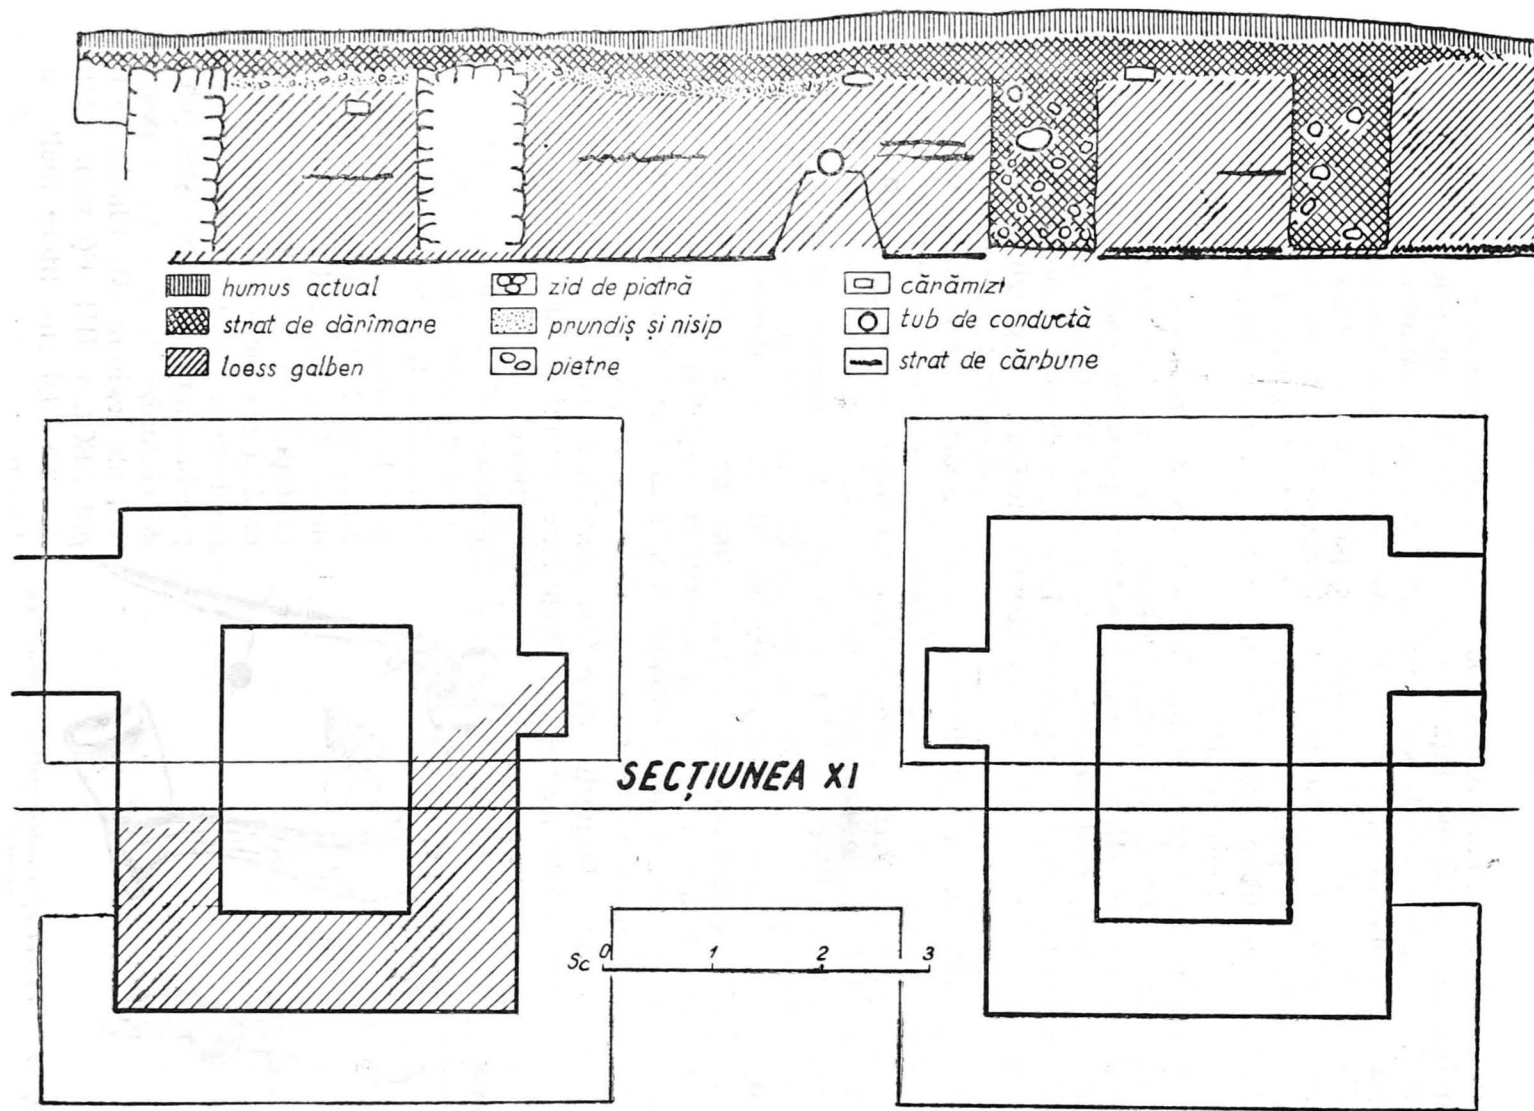 humus actual
strat de dărîmare
loess galben
zid de piatră
prundiș și nisip
pietre
cărămizi
tub de conductă
strat de cărbune
SECȚIUNEA XI
Sc 0 1 2 3